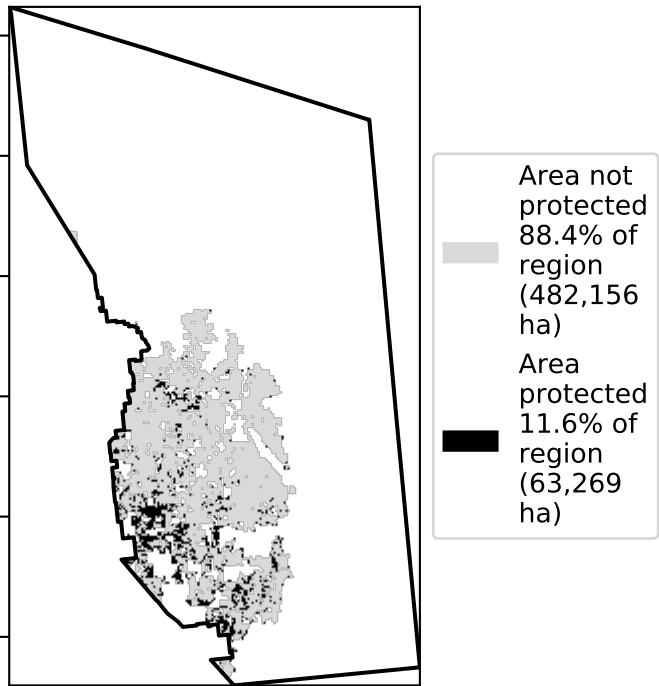 Area not
protected
88.4% of
region
(482,156
ha)
Area
protected
11.6% of
region
(63,269
ha)